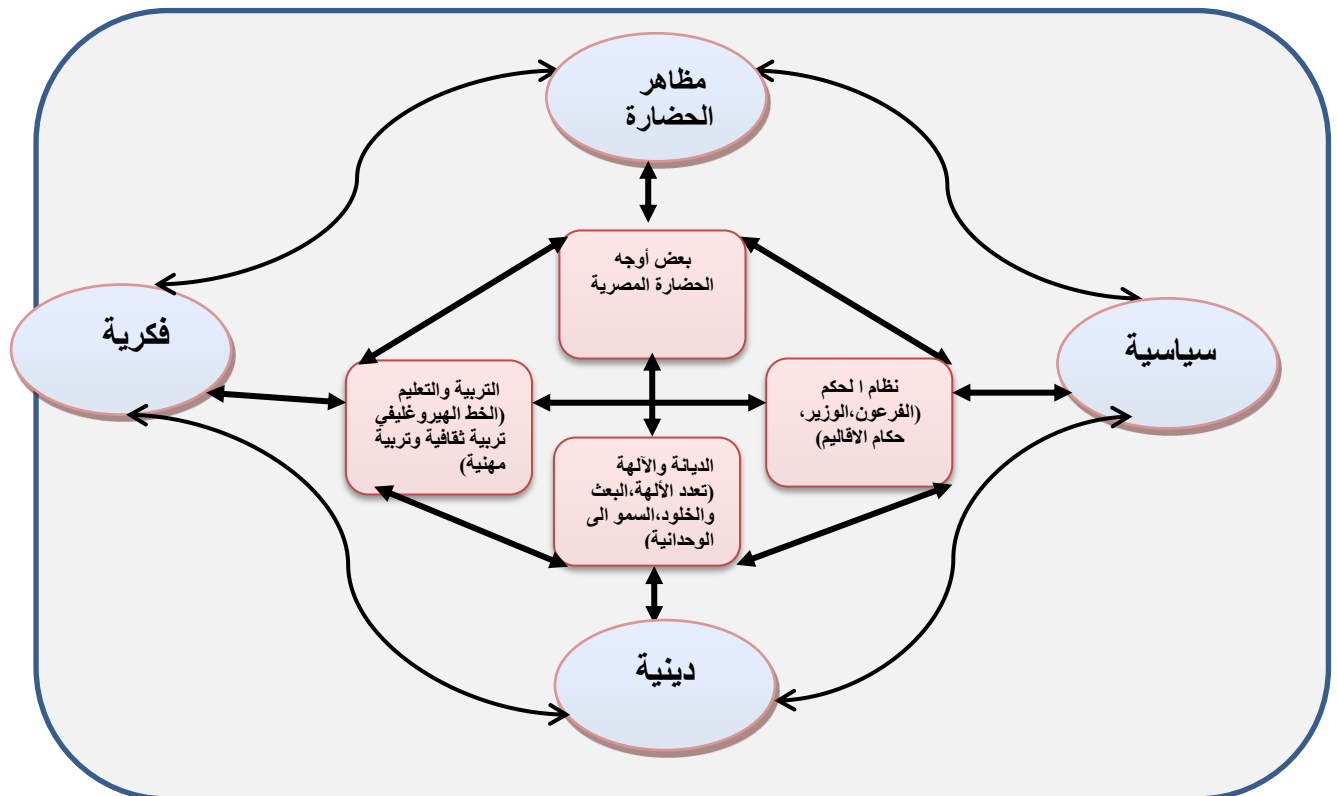 مظاهر
الحضارة
بعض أوجه
الحضارة المصرية
سياسية
نظام ا لحكم
(الفرعون،الوزير،
حكام الاقاليم)
فكرية
التربية والتعليم
(الخط الهيروغليفي
تربية ثقافية وتربية
مهنية)
الديانة والآلهة
(تعدد الألهة،البعث
والخلود،السمو الى
الوحدانية)
دينية